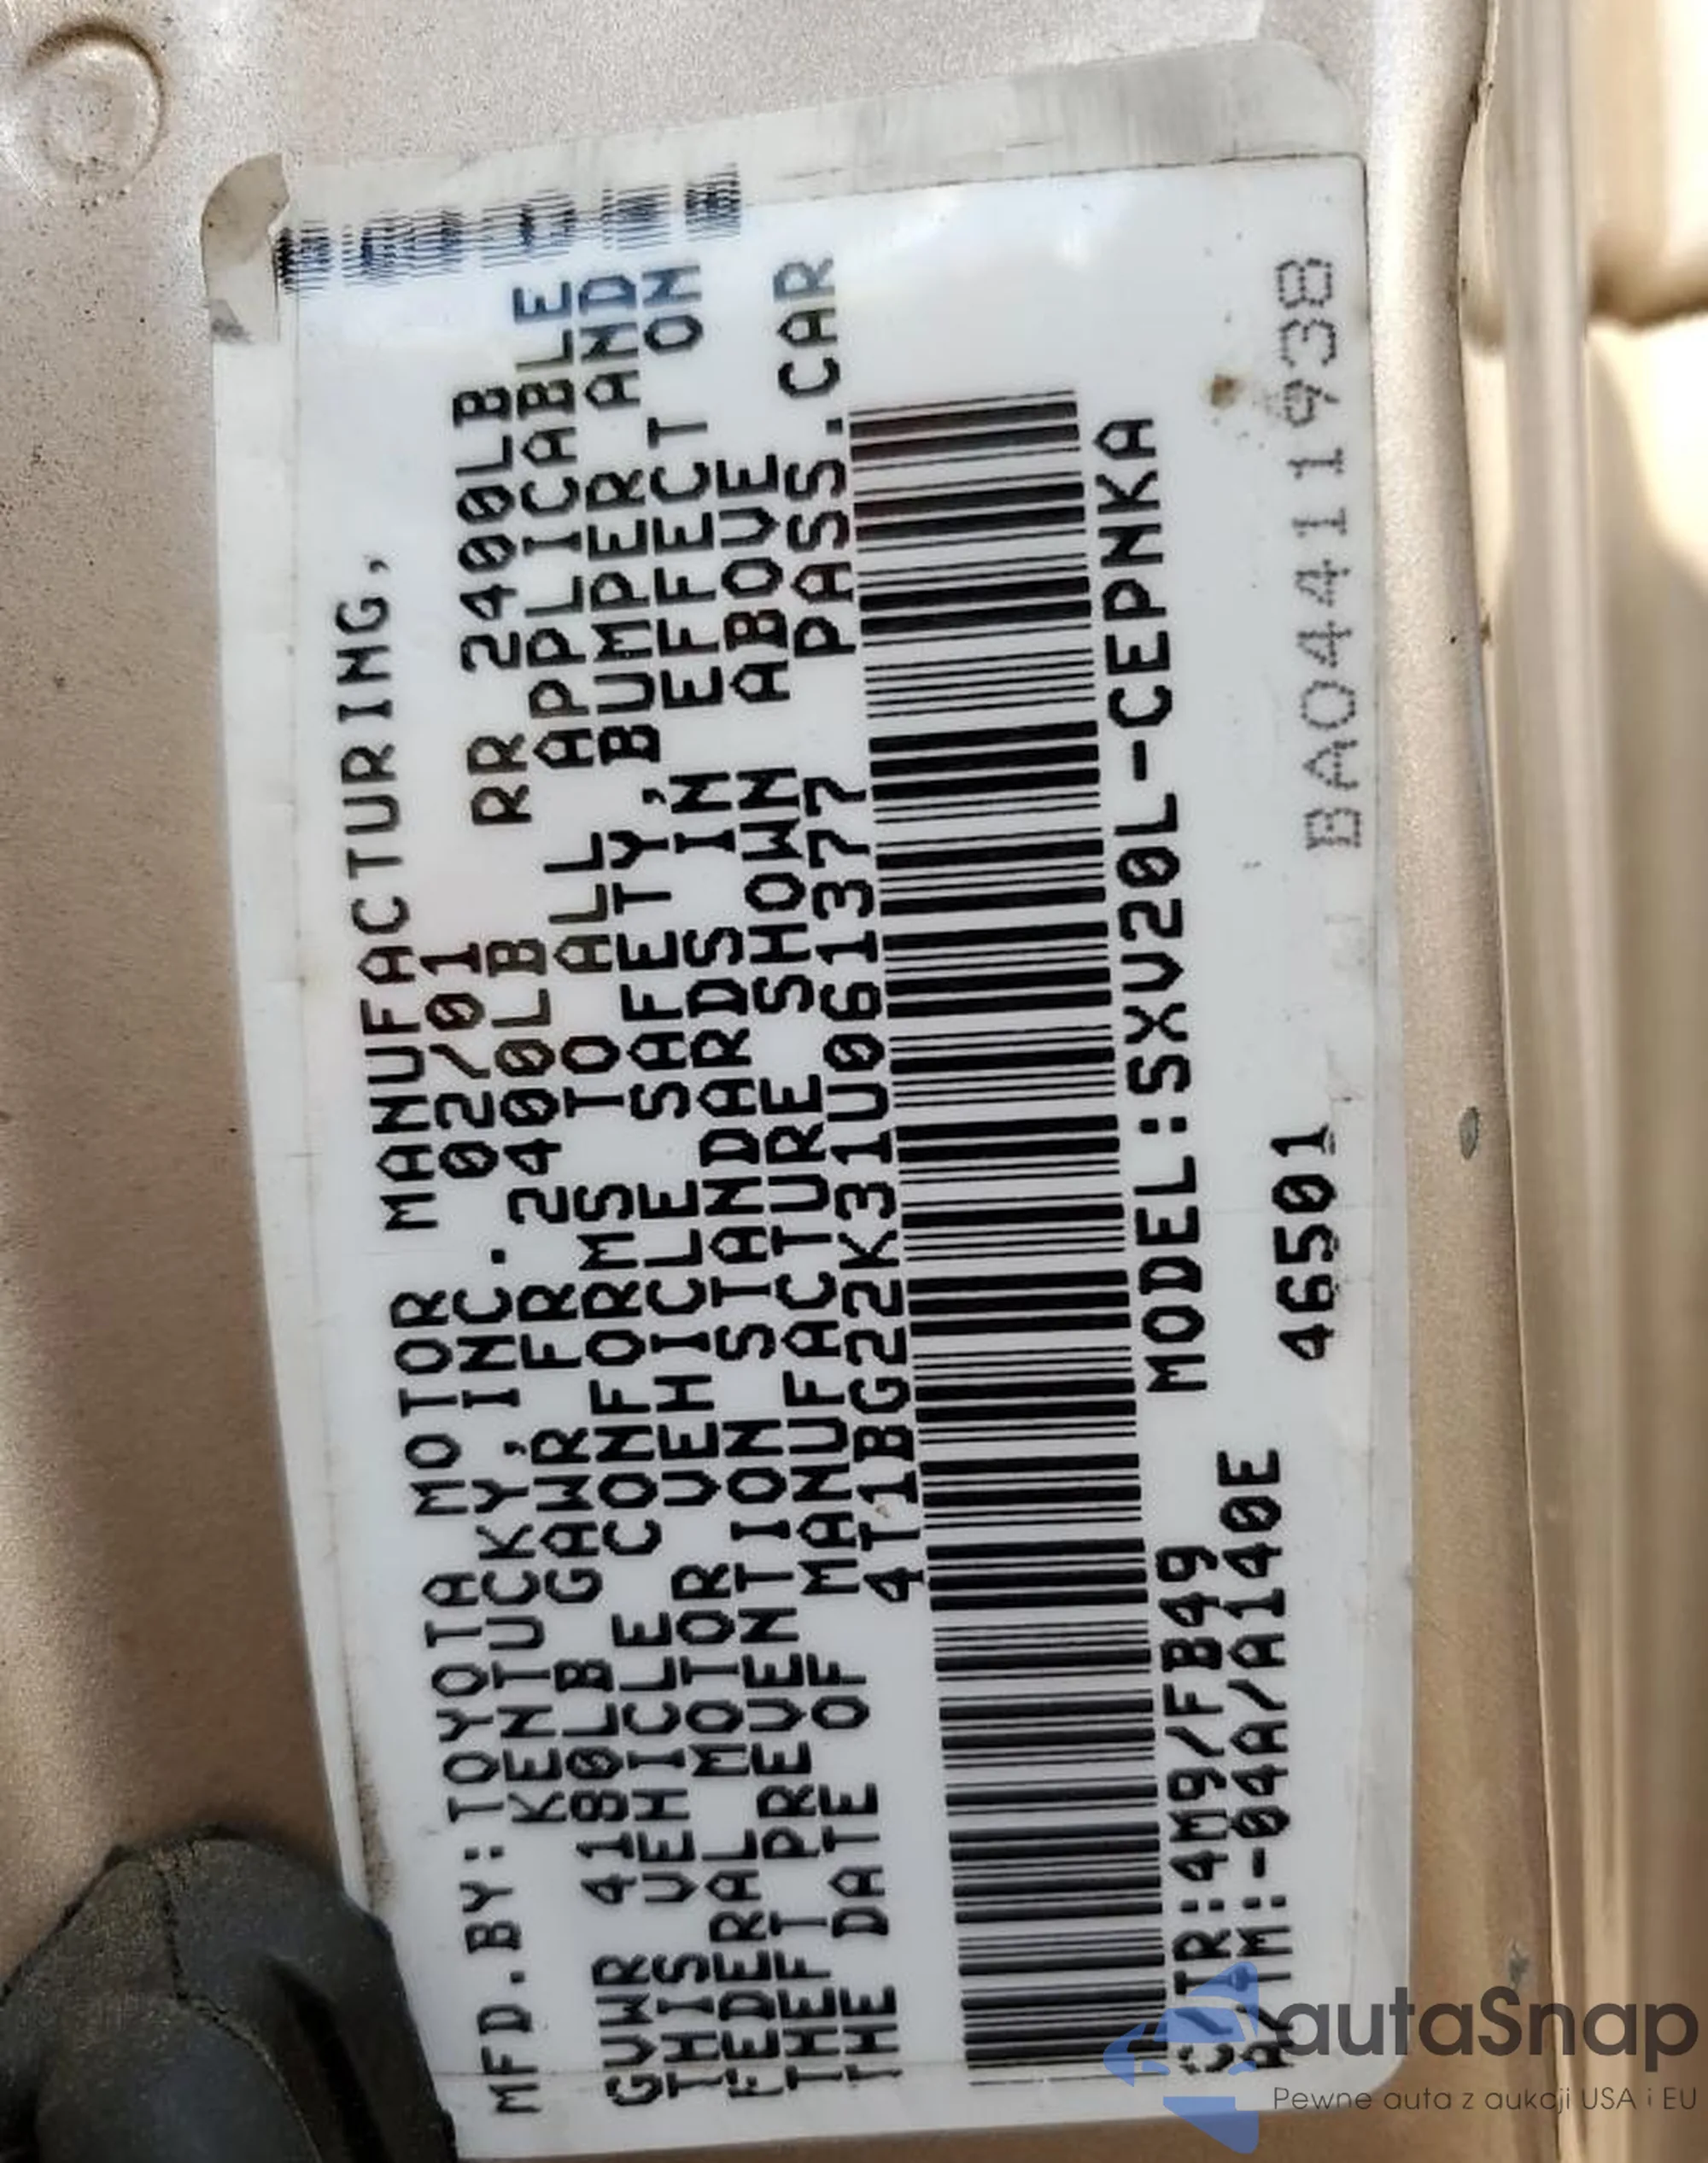 MFD.BY:TOYOTA MOTOR MANUFACTURING,
KENTUCKY, INC. 02/01
GVWR 4180LB GAWR FR 2400LB RR 2400LB
THIS VEHICLE CONFORMS TO ALL APPLICABLE
FEDERAL MOTOR VEHICLE SAFETY, BUMPER AND
THEFT PREVENTION STANDARDS IN EFFECT ON
THE DATE OF MANUFACTURE SHOWN ABOVE
4T1BG22K31U061377 PASS.CAR
C/TR:4M9/FB49 MODEL:SXV20L-CEPNKA
A/TM:-04A/A140E
46501 BA04411938
autaSnap
Pewne auta z aukcji USA i EU